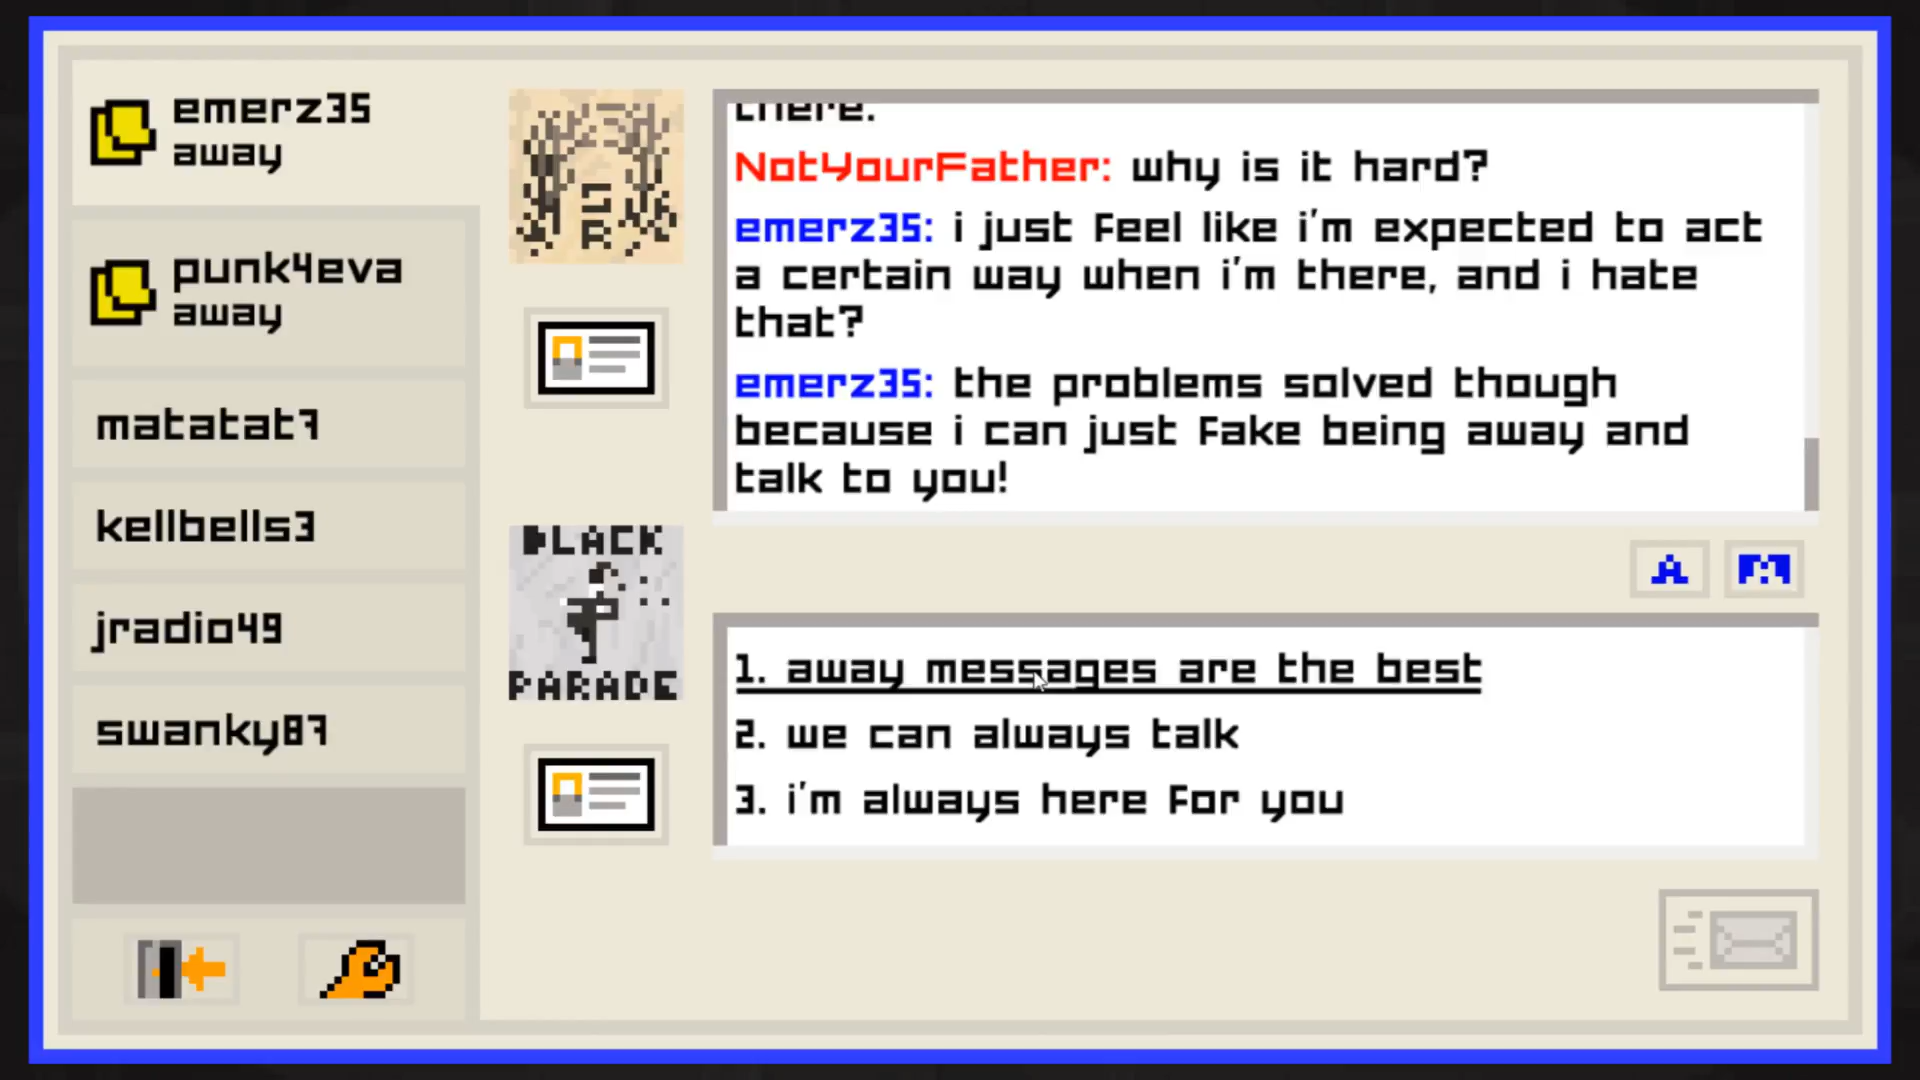 emerz35
away
punk4eva
away
matatat7
kellbells3
jradio49
swanky87
there.
NotYourFather: why is it hard?
emerz35: i just feel like i'm expected to act
a certain way when i'm there, and i hate
that?
emerz35: the problems solved though
because i can just fake being away and
talk to you!
BLACK
PARADE
A
1. away messages are the best
2. we can always talk
3. i'm always here for you